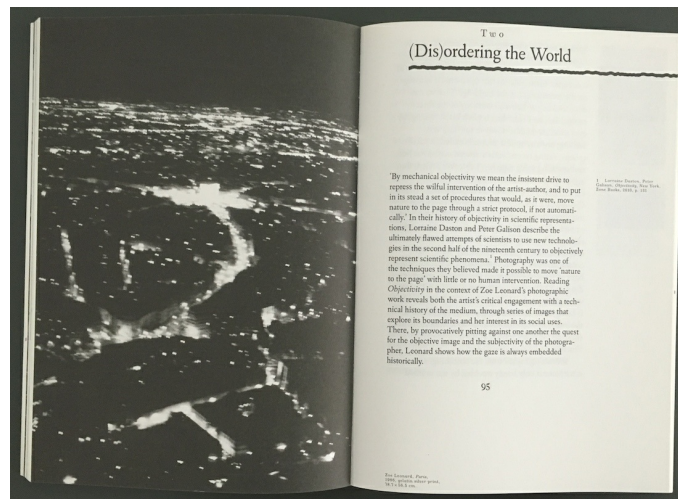 Two
(Dis)ordering the World
'By mechanical objectivity we mean the insistent drive to
repress the wilful intervention of the artist-author, and to put
in its stead a set of procedures that would, as it were, move
nature to the page through a strict protocol, if not automati-
cally.' In their history of objectivity in scientific representa-
tions, Lorraine Daston and Peter Galison describe the
ultimately flawed attempts of scientists to use new technolo-
gies in the second half of the nineteenth century to objectively
represent scientific phenomena.¹ Photography was one of
the techniques they believed made it possible to move 'nature
to the page' with little or no human intervention. Reading
Objectivity in the context of Zoe Leonard's photographic
work reveals both the artist's critical engagement with a tech-
nical history of the medium, through series of images that
explore its boundaries and her interest in its social uses.
There, by provocatively pitting against one another the quest
for the objective image and the subjectivity of the photogra-
pher, Leonard shows how the gaze is always embedded
historically.
1 Lorraine Daston, Peter
Galison, Objectivity, New York,
Zone Books,
95
Zoe Leonard, Paris
gelatin silver print,